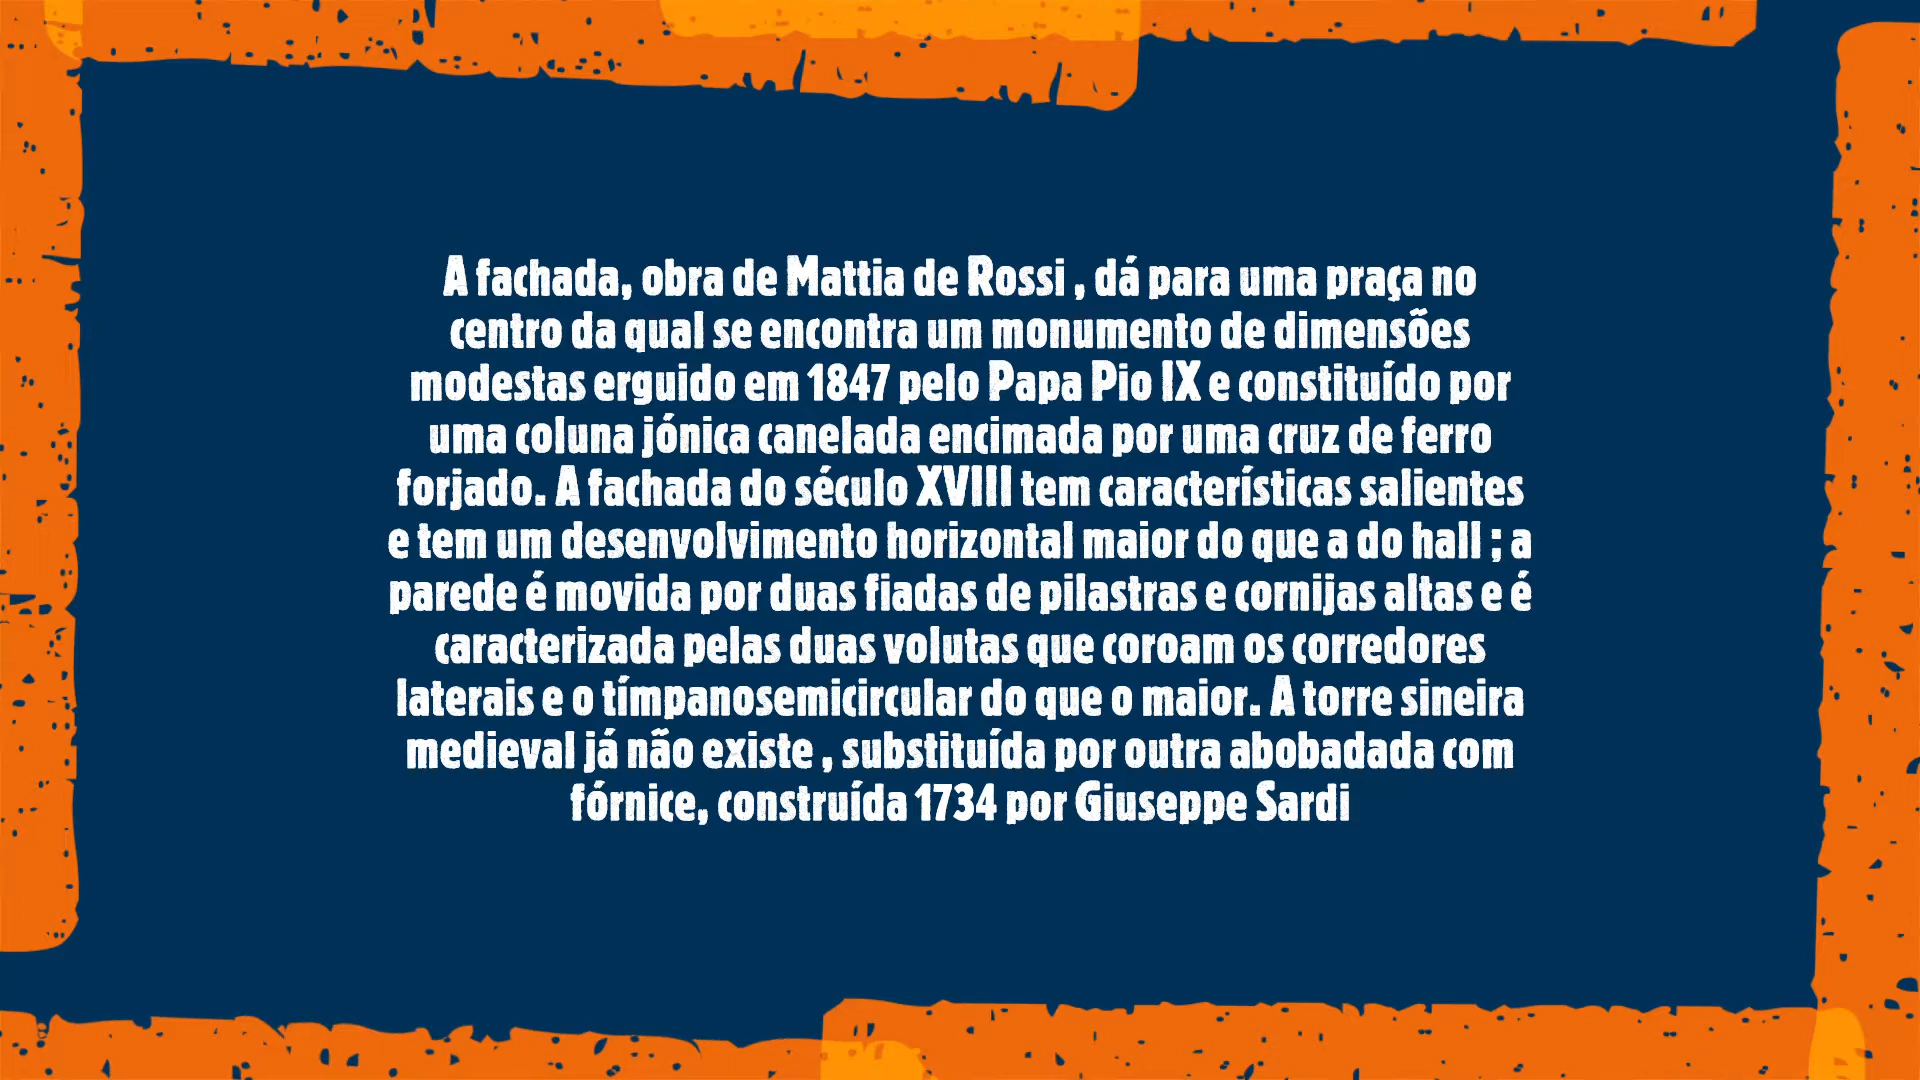 A fachada, obra de Mattia de Rossi , dá para uma praça no
centro da qual se encontra um monumento de dimensões
modestas erguido em 1847 pelo Papa Pio IX e constituído por
uma coluna jónica canelada encimada por uma cruz de ferro
forjado. A fachada do século XVIII tem características salientes
e tem um desenvolvimento horizontal maior do que a do hall ; a
parede é movida por duas fiadas de pilastras e cornijas altas e é
caracterizada pelas duas volutas que coroam os corredores
laterais e o tímpanosemicircular do que o maior. A torre sineira
medieval já não existe , substituída por outra abobadada com
fórnice, construída 1734 por Giuseppe Sardi